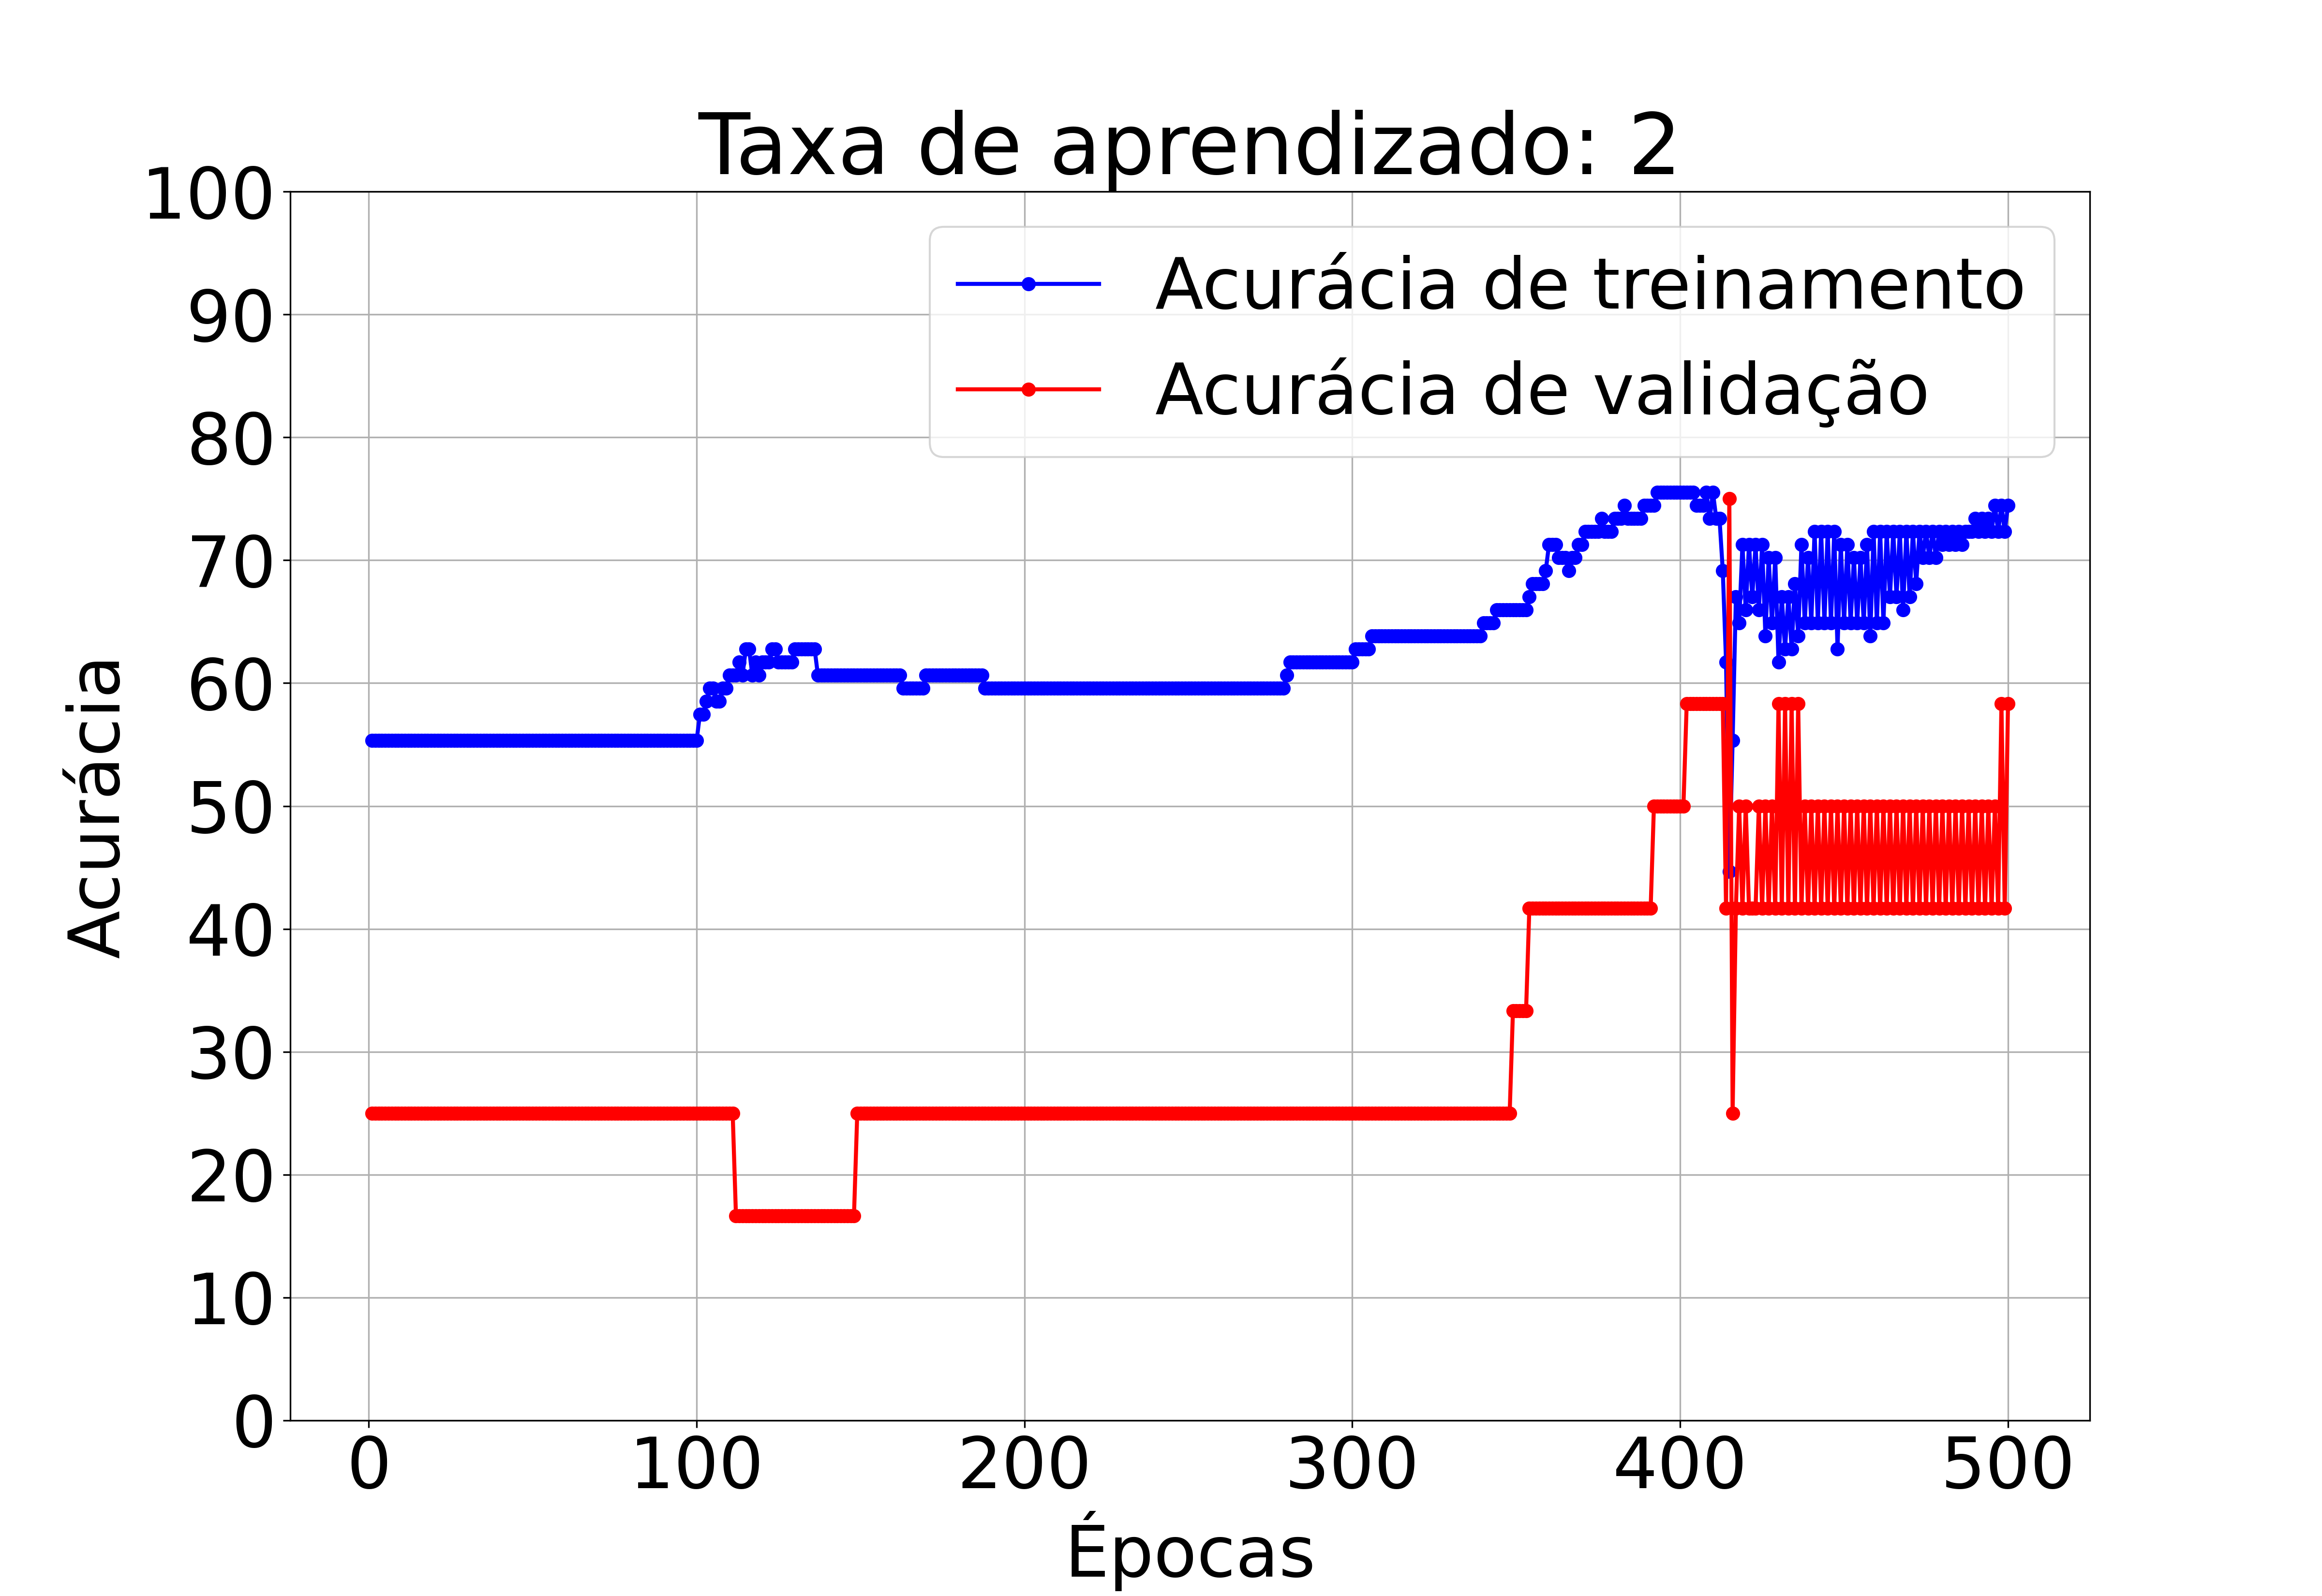 Taxa de aprendizado: 2
100
90
80
70
60
50
40
30
20
10
0
Acurácia
Acurácia de treinamento
Acurácia de validação
0 100 200 300 400 500
Épocas